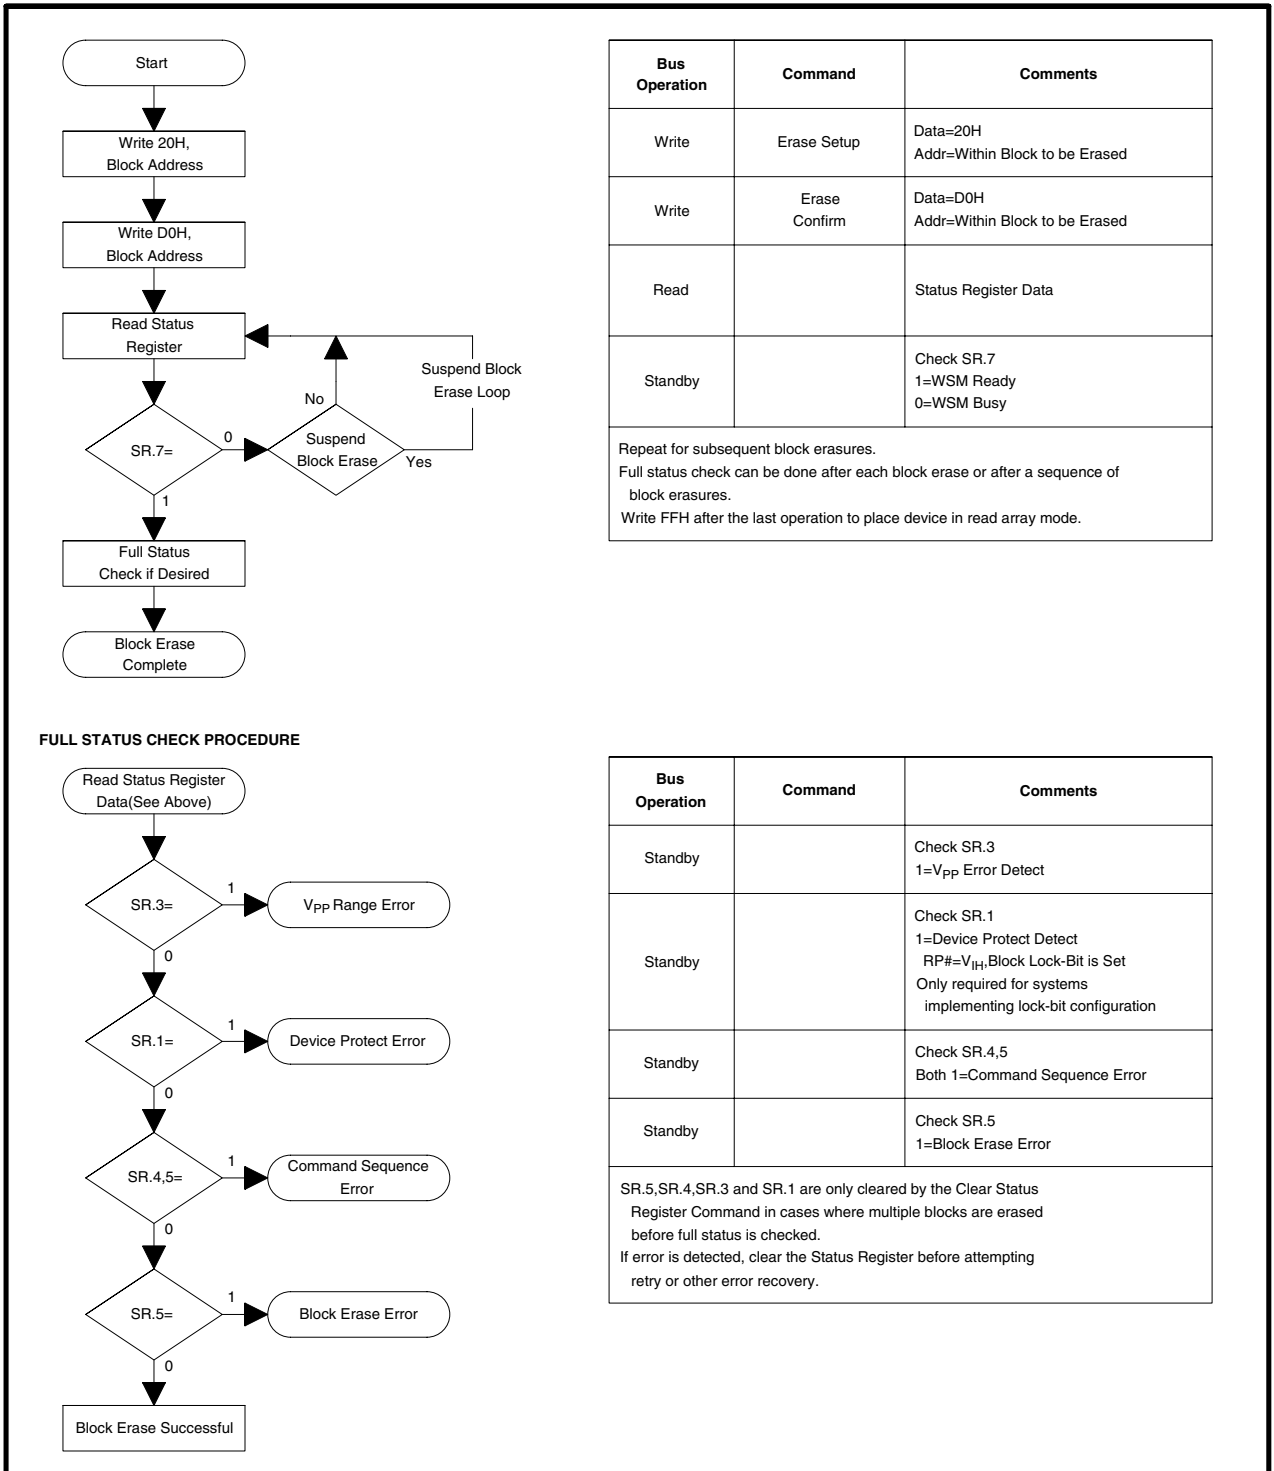 Start
Write 20H,
Block Address
Write D0H,
Block Address
Read Status
Register
Suspend Block
Erase Loop
No
SR.7=
0
Suspend
Block Erase
Yes
1
Full Status
Check if Desired
Block Erase
Complete
Bus
Operation
Command
Comments
Write
Erase Setup
Data=20H
Addr=Within Block to be Erased
Write
Erase
Confirm
Data=D0H
Addr=Within Block to be Erased
Read
Status Register Data
Standby
Check SR.7
1=WSM Ready
0=WSM Busy
Repeat for subsequent block erasures.
Full status check can be done after each block erase or after a sequence of
block erasures.
Write FFH after the last operation to place device in read array mode.
FULL STATUS CHECK PROCEDURE
Read Status Register
Data(See Above)
SR.3=
1
VPP Range Error
0
SR.1=
1
Device Protect Error
0
SR.4,5=
1
Command Sequence
Error
0
SR.5=
1
Block Erase Error
0
Block Erase Successful
Bus
Operation
Command
Comments
Standby
Check SR.3
1=VPP Error Detect
Standby
Check SR.1
1=Device Protect Detect
RP#=VIH,Block Lock-Bit is Set
Only required for systems
implementing lock-bit configuration
Standby
Check SR.4,5
Both 1=Command Sequence Error
Standby
Check SR.5
1=Block Erase Error
SR.5,SR.4,SR.3 and SR.1 are only cleared by the Clear Status
Register Command in cases where multiple blocks are erased
before full status is checked.
If error is detected, clear the Status Register before attempting
retry or other error recovery.